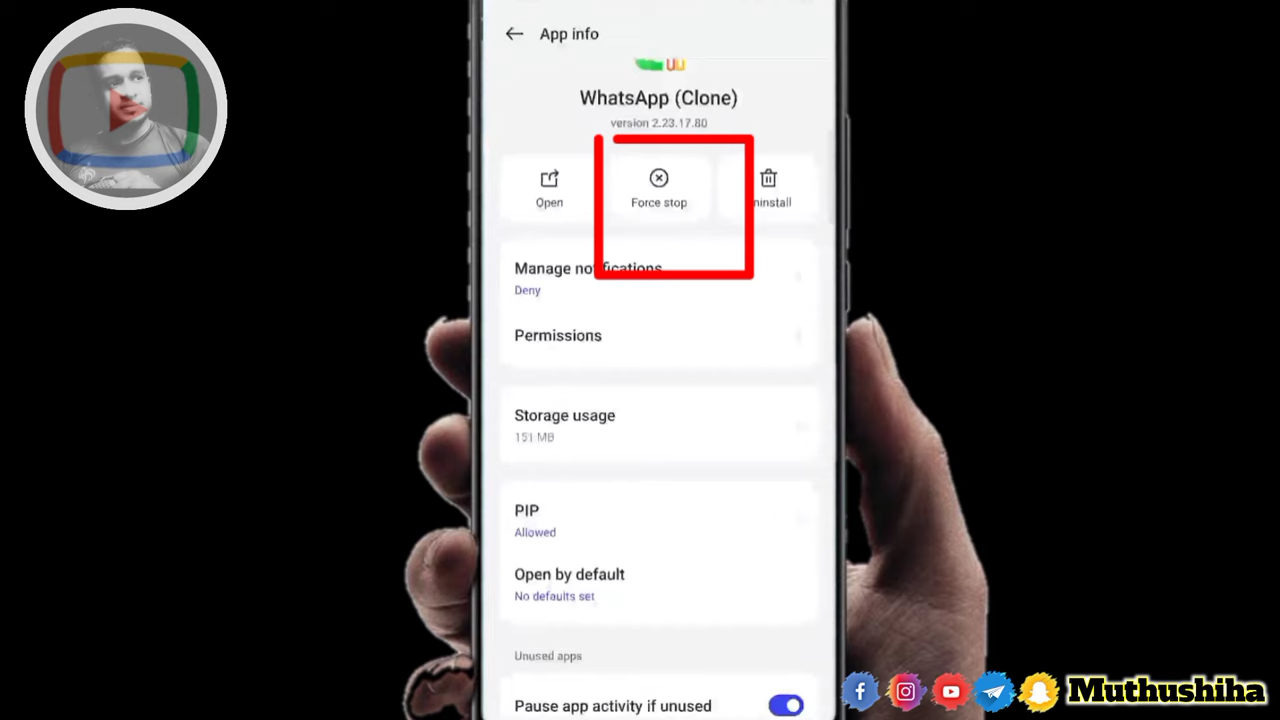 App info
WhatsApp (Clone)
version 2.23.17.80
Open
Force stop
ninstall
Manage notifications
Deny
Permissions
Storage usage
151 MB
PIP
Allowed
Open by default
No defaults set
Unused apps
Pause app activity if unused
Muthushiha